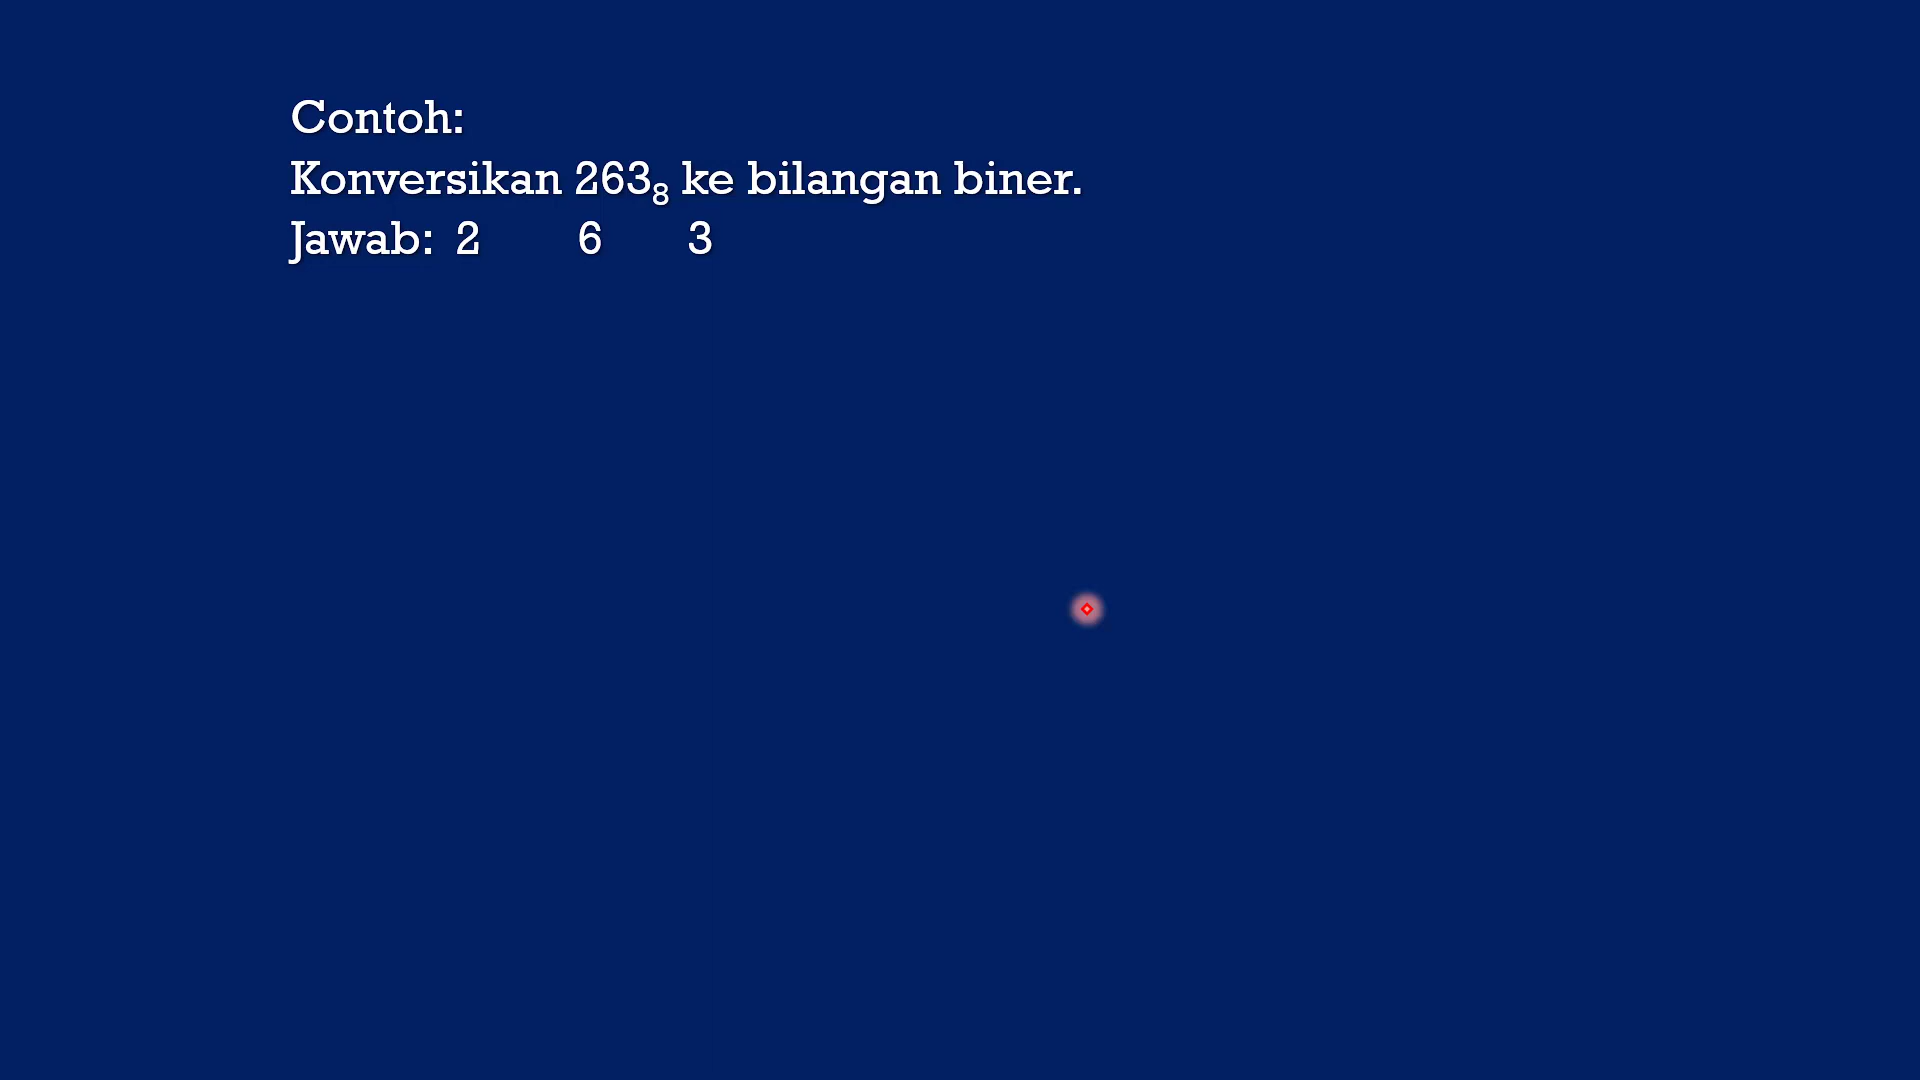 Contoh:
Konversikan 263₈ ke bilangan biner.
Jawab: 2 6 3